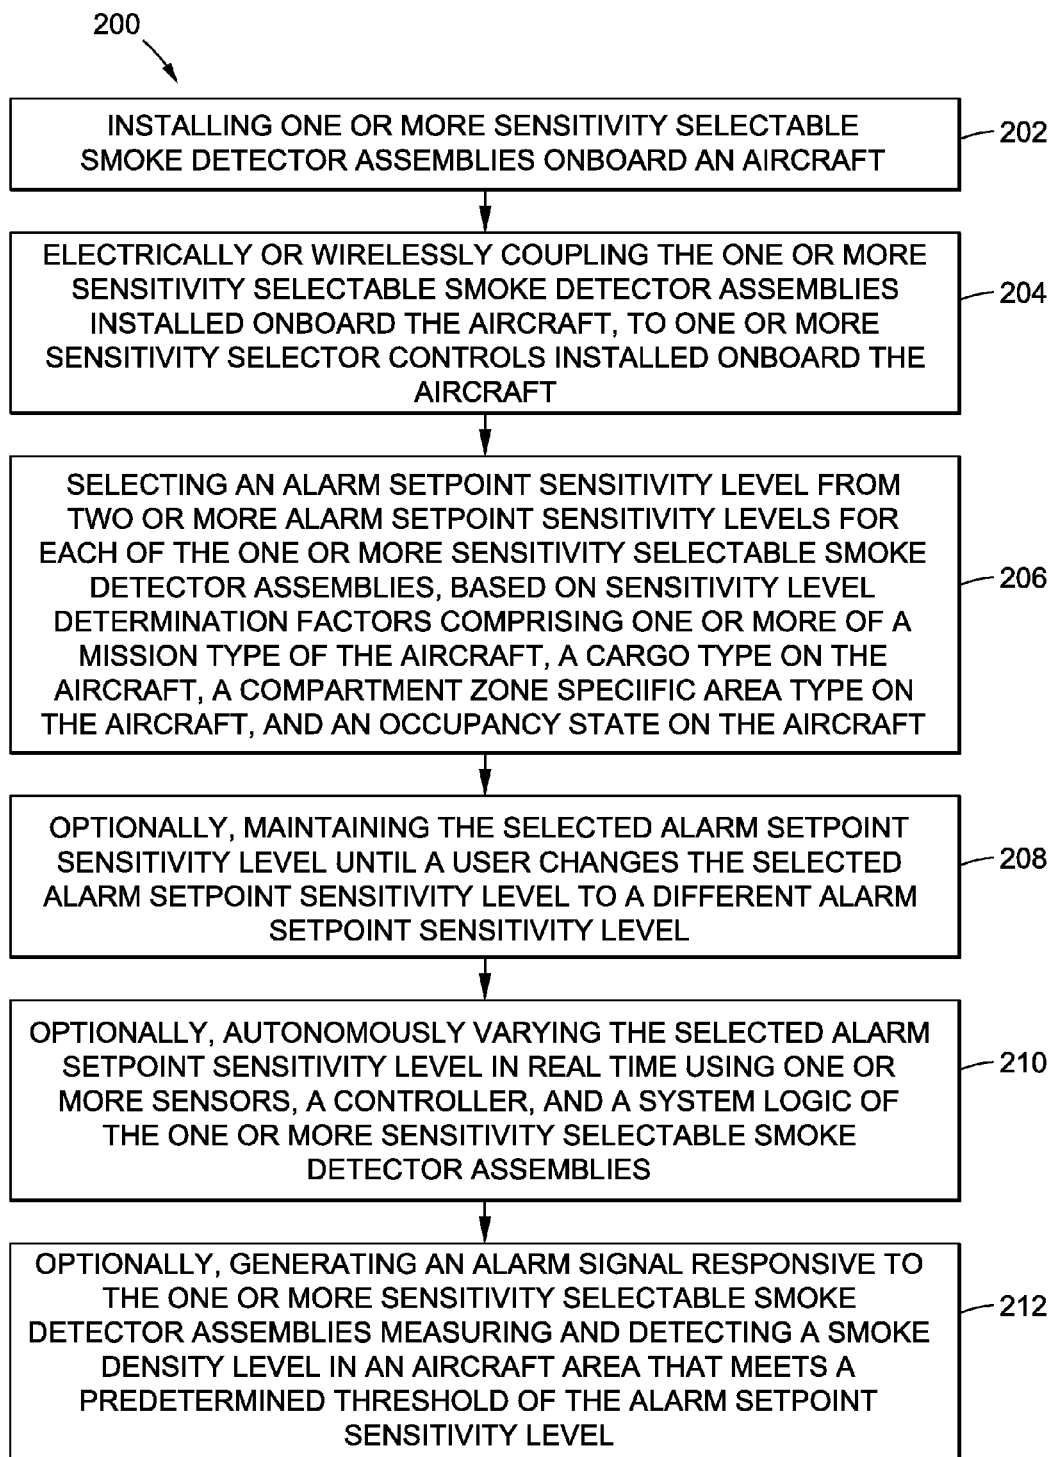 200
INSTALLING ONE OR MORE SENSITIVITY SELECTABLE
SMOKE DETECTOR ASSEMBLIES ONBOARD AN AIRCRAFT
202
ELECTRICALLY OR WIRELESSLY COUPLING THE ONE OR MORE
SENSITIVITY SELECTABLE SMOKE DETECTOR ASSEMBLIES
INSTALLED ONBOARD THE AIRCRAFT, TO ONE OR MORE
SENSITIVITY SELECTOR CONTROLS INSTALLED ONBOARD THE
AIRCRAFT
204
SELECTING AN ALARM SETPOINT SENSITIVITY LEVEL FROM
TWO OR MORE ALARM SETPOINT SENSITIVITY LEVELS FOR
EACH OF THE ONE OR MORE SENSITIVITY SELECTABLE SMOKE
DETECTOR ASSEMBLIES, BASED ON SENSITIVITY LEVEL
DETERMINATION FACTORS COMPRISING ONE OR MORE OF A
MISSION TYPE OF THE AIRCRAFT, A CARGO TYPE ON THE
AIRCRAFT, A COMPARTMENT ZONE SPECIIFIC AREA TYPE ON
THE AIRCRAFT, AND AN OCCUPANCY STATE ON THE AIRCRAFT
206
OPTIONALLY, MAINTAINING THE SELECTED ALARM SETPOINT
SENSITIVITY LEVEL UNTIL A USER CHANGES THE SELECTED
ALARM SETPOINT SENSITIVITY LEVEL TO A DIFFERENT ALARM
SETPOINT SENSITIVITY LEVEL
208
OPTIONALLY, AUTONOMOUSLY VARYING THE SELECTED ALARM
SETPOINT SENSITIVITY LEVEL IN REAL TIME USING ONE OR
MORE SENSORS, A CONTROLLER, AND A SYSTEM LOGIC OF
THE ONE OR MORE SENSITIVITY SELECTABLE SMOKE
DETECTOR ASSEMBLIES
210
OPTIONALLY, GENERATING AN ALARM SIGNAL RESPONSIVE TO
THE ONE OR MORE SENSITIVITY SELECTABLE SMOKE
DETECTOR ASSEMBLIES MEASURING AND DETECTING A SMOKE
DENSITY LEVEL IN AN AIRCRAFT AREA THAT MEETS A
PREDETERMINED THRESHOLD OF THE ALARM SETPOINT
SENSITIVITY LEVEL
212